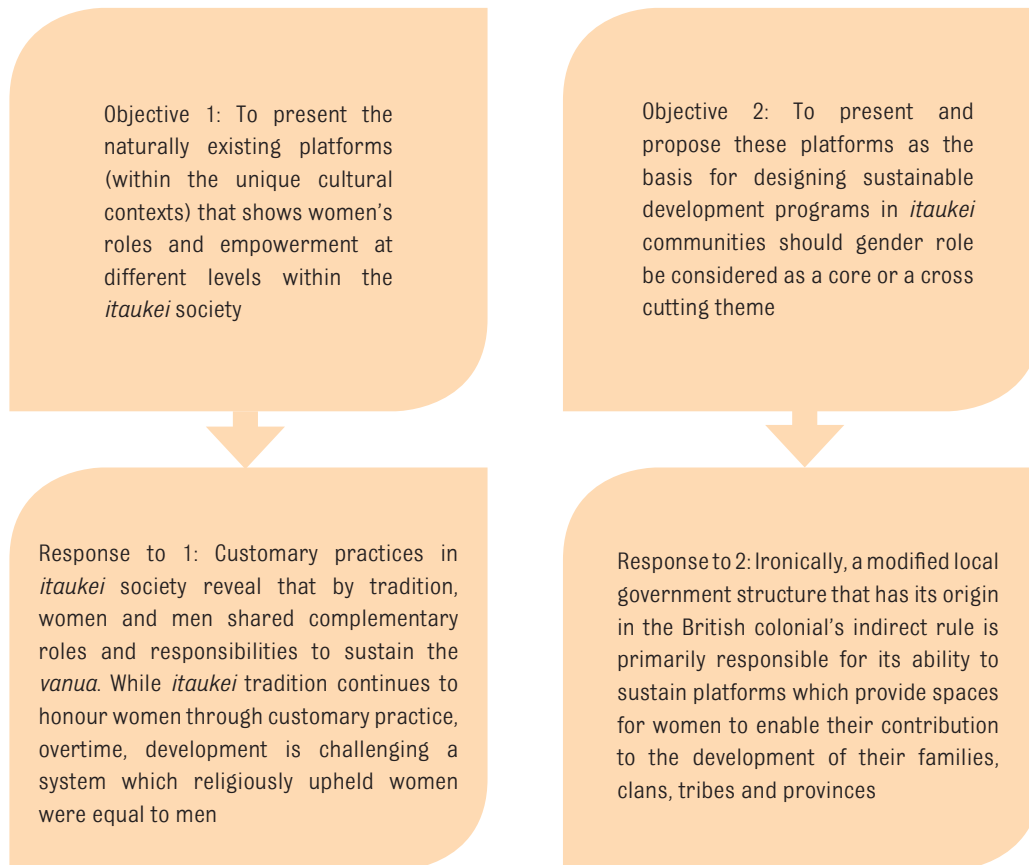 Objective 1: To present the
naturally existing platforms
(within the unique cultural
contexts) that shows women's
roles and empowerment at
different levels within the
itaukei society
Objective 2: To present and
propose these platforms as the
basis for designing sustainable
development programs in itaukei
communities should gender role
be considered as a core or a cross
cutting theme
Response to 1: Customary practices in
itaukei society reveal that by tradition,
women and men shared complementary
roles and responsibilities to sustain the
vanua. While itaukei tradition continues to
honour women through customary practice,
overtime, development is challenging a
system which religiously upheld women
were equal to men
Response to 2: Ironically, a modified local
government structure that has its origin
in the British colonial's indirect rule is
primarily responsible for its ability to
sustain platforms which provide spaces
for women to enable their contribution
to the development of their families,
clans, tribes and provinces